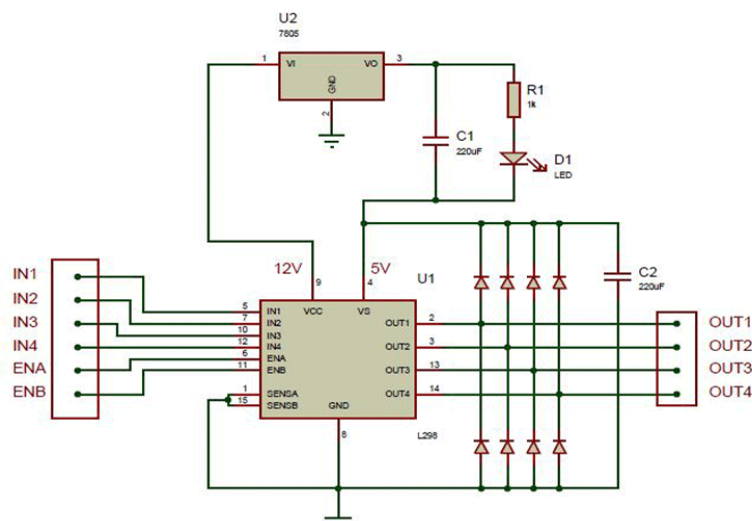 U2
7805
1 VI VO 3
GND
2
R1
1k
C1
220uF
D1
LED
12V 5V
9 4 U1
C2
220uF
IN1
IN2
IN3
IN4
ENA
ENB
5 IN1 VCC VS OUT1 2
7 IN2
10 IN3 OUT2 3
12 IN4
6 ENA OUT3 13
11 ENB
1 SENSA OUT4 14
15 SENSB GND
8 L298
OUT1
OUT2
OUT3
OUT4